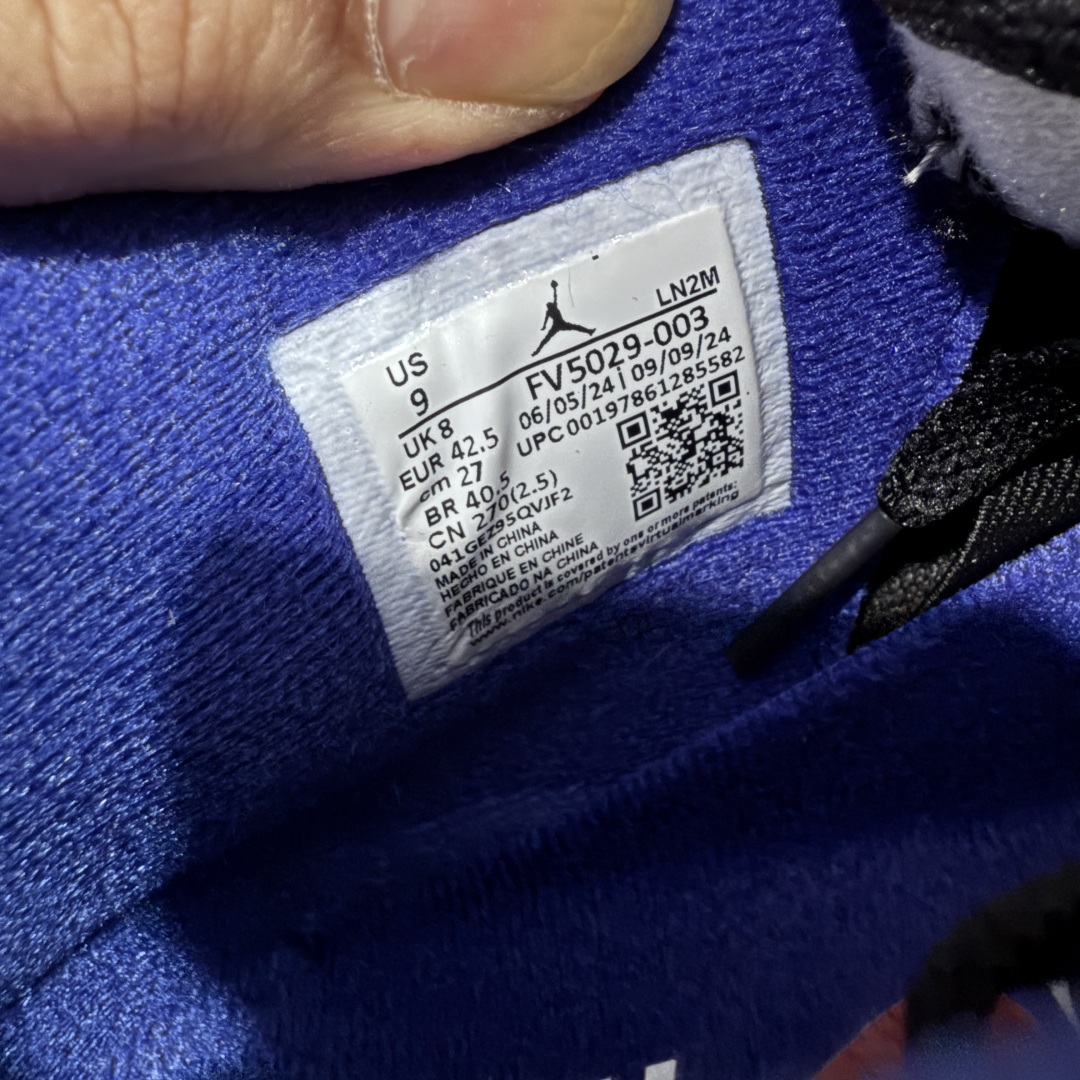 LN2M
US
9
FV5029-003
06/05/24 | 09/09/24
UPC 00197861285582
UK 8
EUR 42.5
cm 27
BR 40.5
CN 270(2.5)
041GEZ95QVJF2
MADE IN CHINA
HECHO EN CHINA
FABRIQUE EN CHINE
FABRICADO NA CHINA
This product is covered by one or more patents:
www.nike.com/patentsvirtualmarking